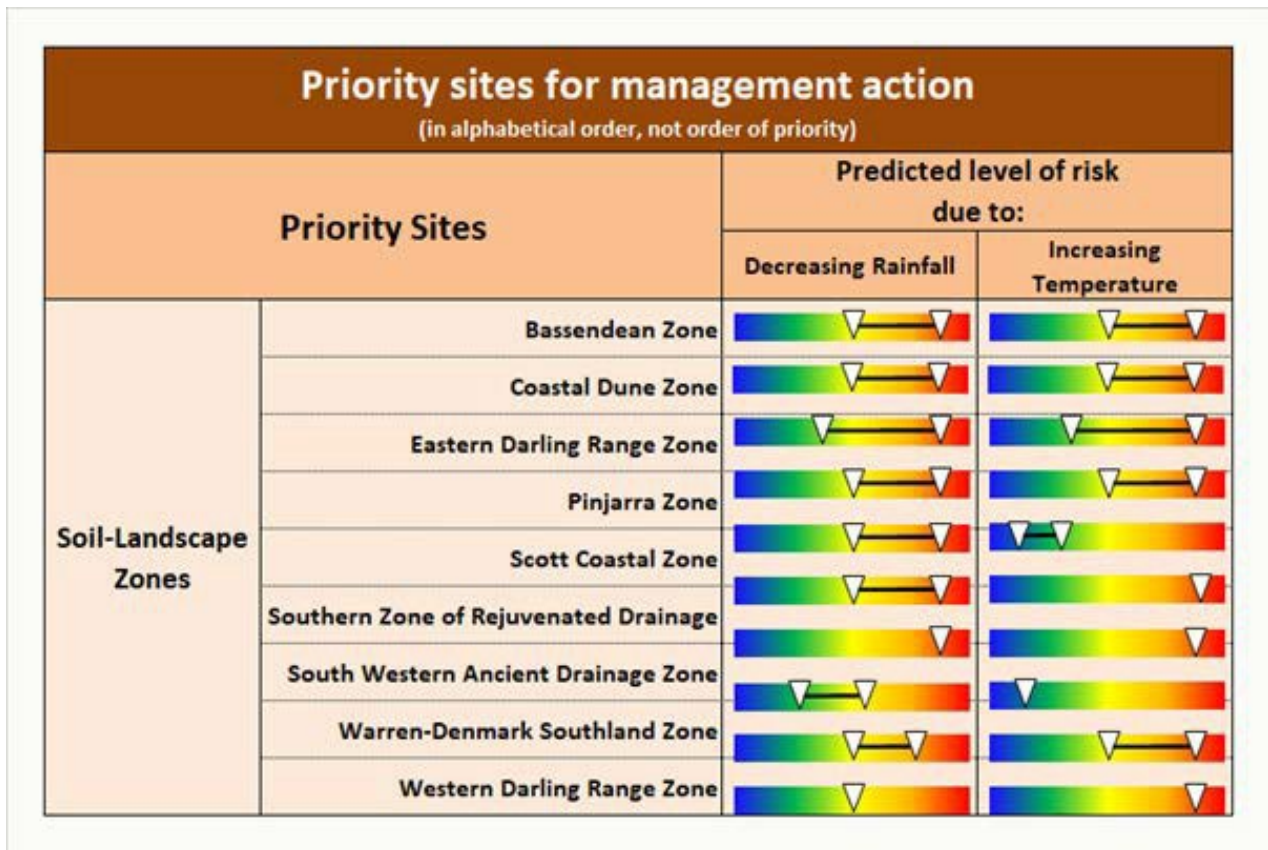 Priority sites for management action
(in alphabetical order, not order of priority)
Priority Sites
Predicted level of risk
due to:
Decreasing Rainfall
Increasing
Temperature
Soil-Landscape
Zones
Bassendean Zone
Coastal Dune Zone
Eastern Darling Range Zone
Pinjarra Zone
Scott Coastal Zone
Southern Zone of Rejuvenated Drainage
South Western Ancient Drainage Zone
Warren-Denmark Southland Zone
Western Darling Range Zone